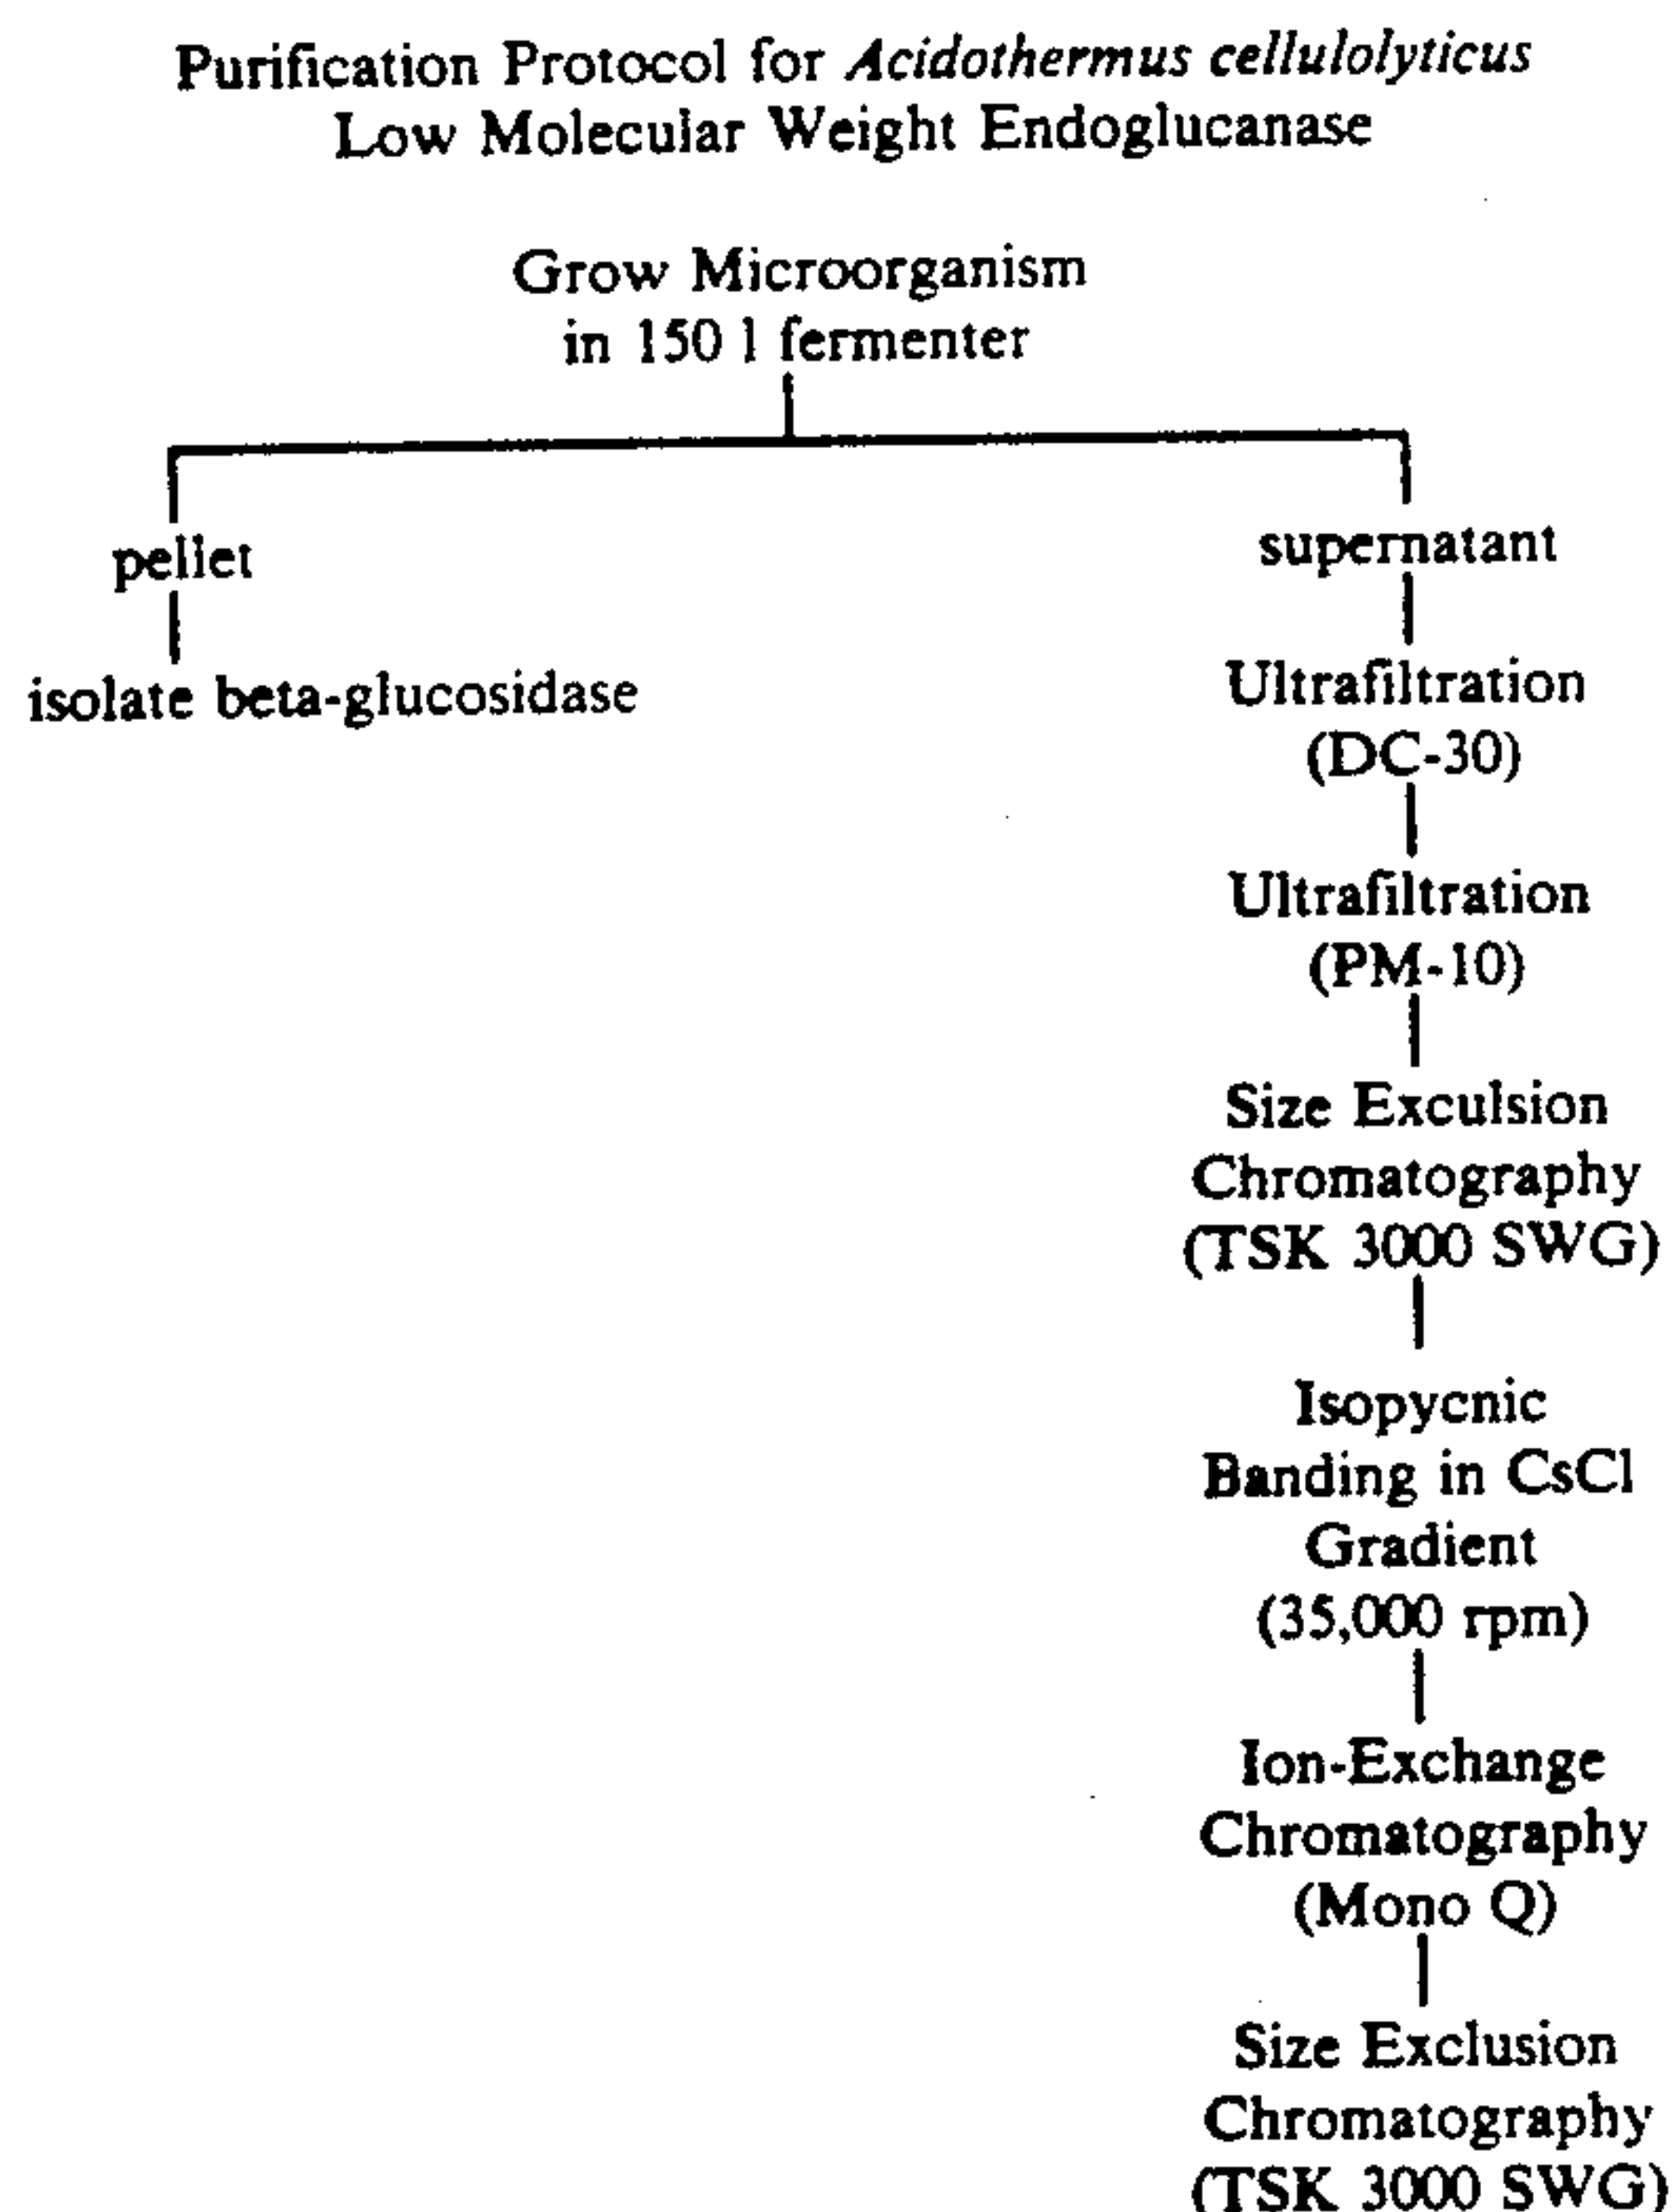 Purification Protocol for Acidothermus cellulolyticus
Low Molecular Weight Endoglucanase
Grow Microorganism
in 150 l fermenter
pellet
isolate beta-glucosidase
supernatant
Ultrafiltration
(DC-30)
Ultrafiltration
(PM-10)
Size Exculsion
Chromatography
(TSK 3000 SWG)
Isopycnic
Banding in CsCl
Gradient
(35,000 rpm)
Ion-Exchange
Chromatography
(Mono Q)
Size Exclusion
Chromatography
(TSK 3000 SWG)